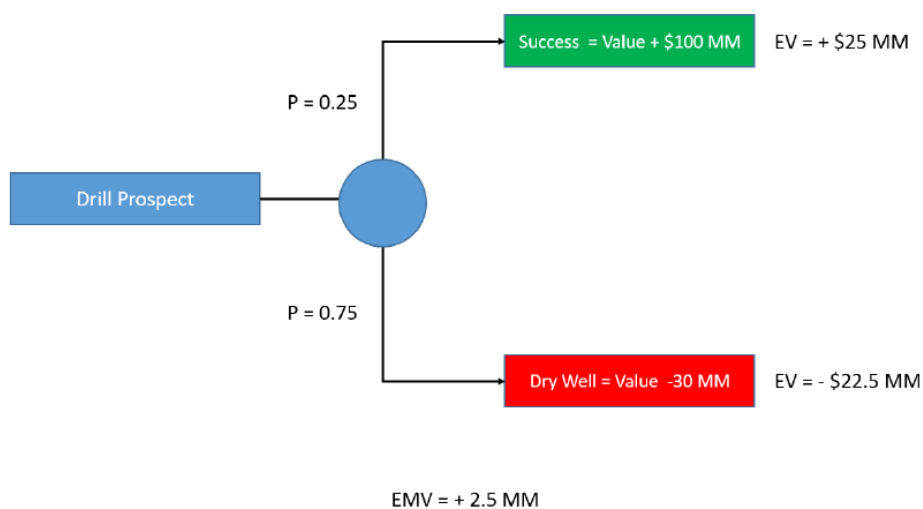 Success = Value + $100 MM
EV = + $25 MM
P = 0.25
Drill Prospect
P = 0.75
Dry Well = Value -30 MM
EV = - $22.5 MM
EMV = + 2.5 MM